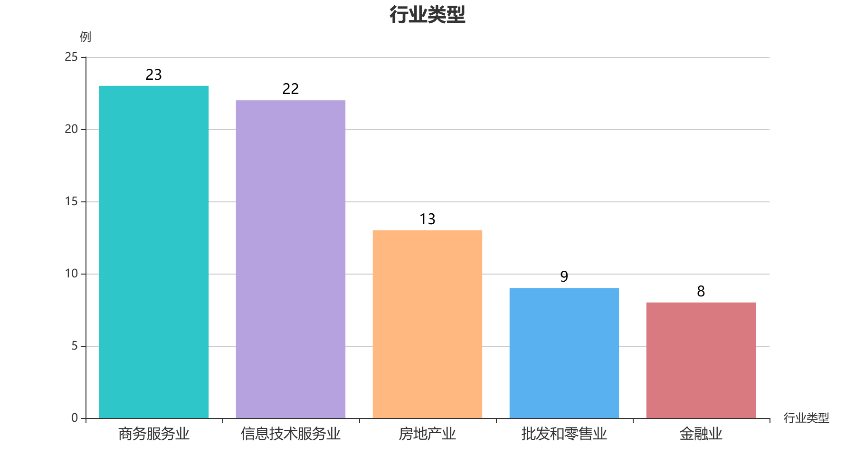 行业类型
例
25
20
15
10
5
0
23
22
13
9
8
商务服务业
信息技术服务业
房地产业
批发和零售业
金融业
行业类型